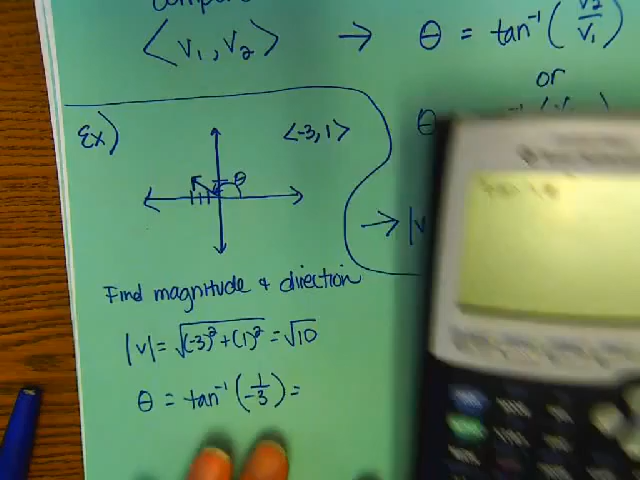 ⟨v₁, v₂⟩ → θ = tan⁻¹(v₂/v₁)
or
Ex) ⟨-3, 1⟩ θ
θ
→ |v
Find magnitude & direction
|v| = √(-3)² + (1)² = √10
θ = tan⁻¹(1/-3) =